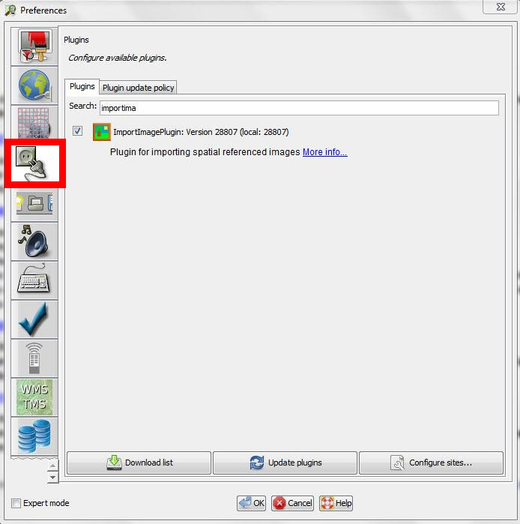 Preferences
Plugins
Configure available plugins.
Plugins Plugin update policy
Search: importima
ImportImagePlugin: Version 28807 (local: 28807)
Plugin for importing spatial referenced images More info...
WMS
TMS
Download list Update plugins Configure sites...
Expert mode OK Cancel Help